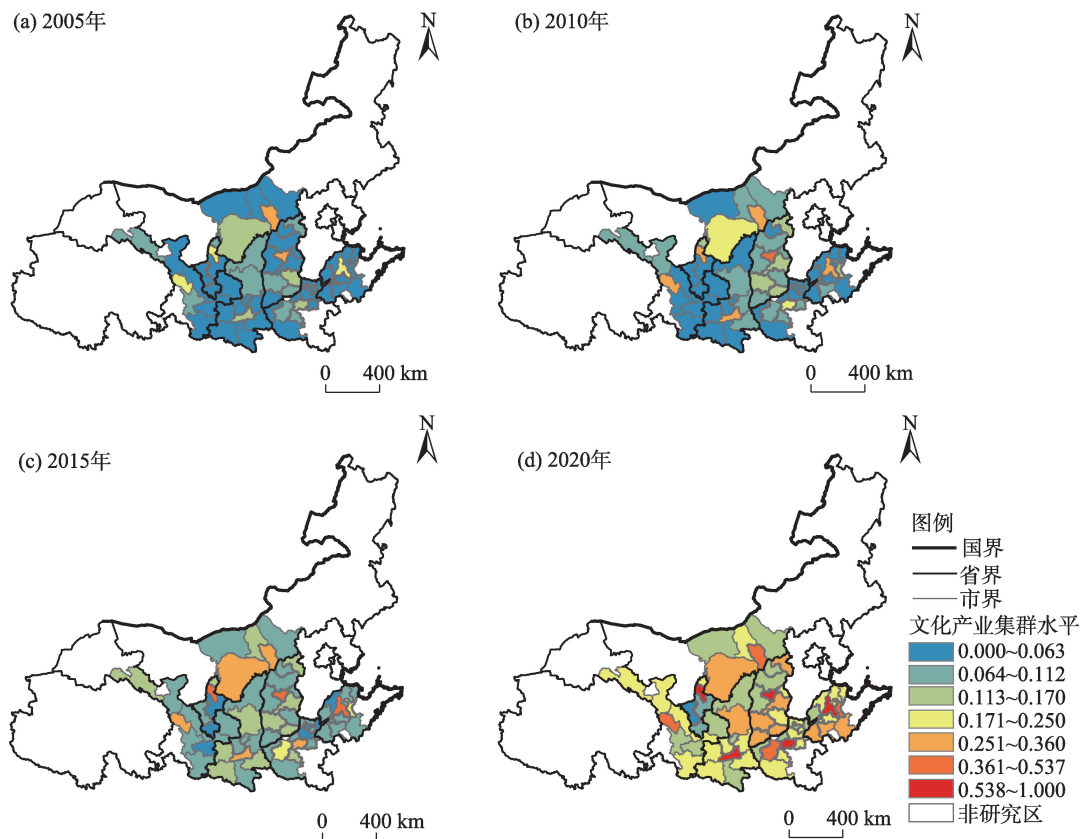 (a) 2005年
N
(b) 2010年
N
0 400 km
0 400 km
(c) 2015年
N
(d) 2020年
N
图例
国界
省界
市界
文化产业集群水平
0.000~0.063
0.064~0.112
0.113~0.170
0.171~0.250
0.251~0.360
0.361~0.537
0.538~1.000
非研究区
0 400 km
0 400 km